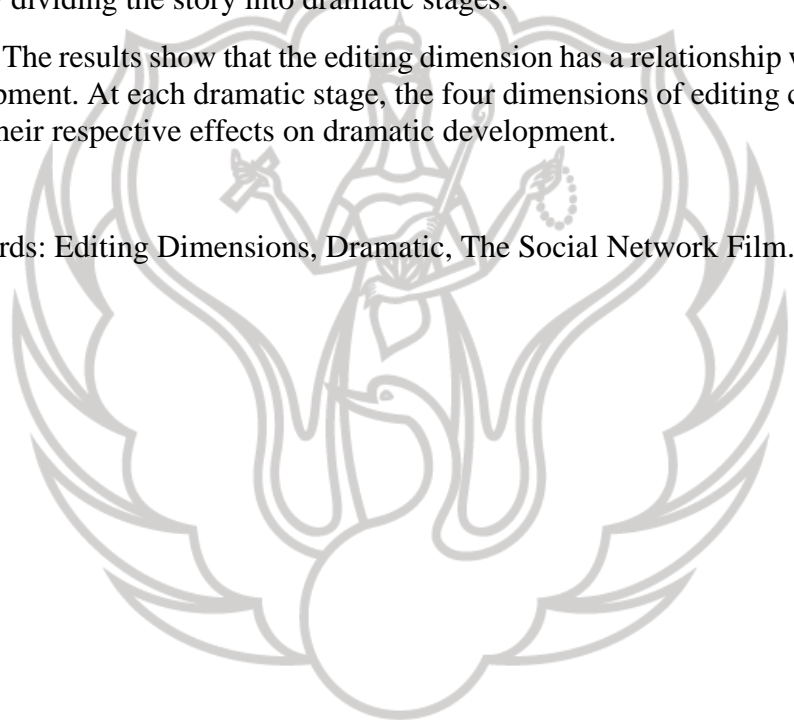 dividing the story into dramatic stages.
The results show that the editing dimension has a relationship
pment. At each dramatic stage, the four dimensions of editing
heir respective effects on dramatic development.
rds: Editing Dimensions, Dramatic, The Social Network Film.